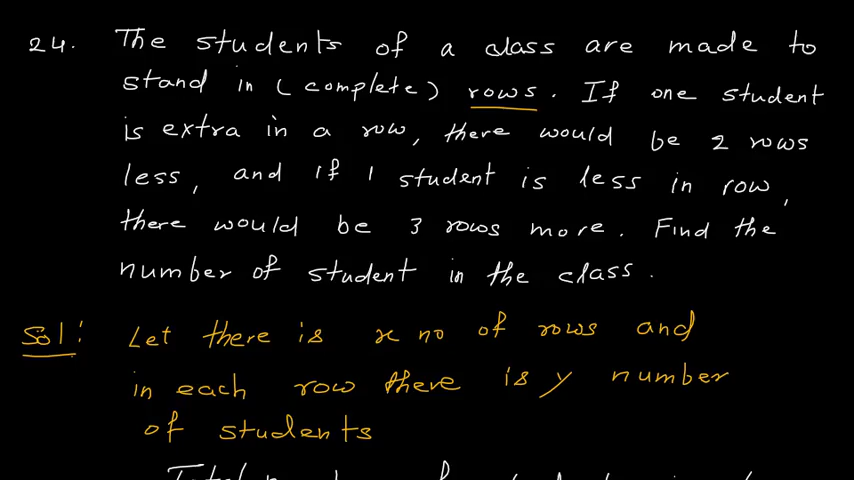 24. The students of a class are made to
stand in (complete) rows. If one student
is extra in a row, there would be 2 rows
less, and if 1 student is less in row,
there would be 3 rows more. Find the
number of student in the class.
Sol: Let there is x no of rows and
in each row there is y number
of students